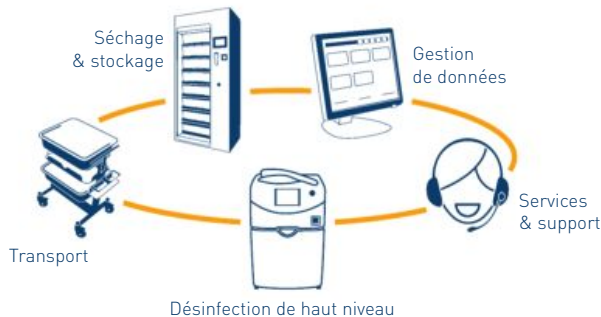 Séchage
& stockage
Gestion
de données
Services
& support
Transport
Désinfection de haut niveau